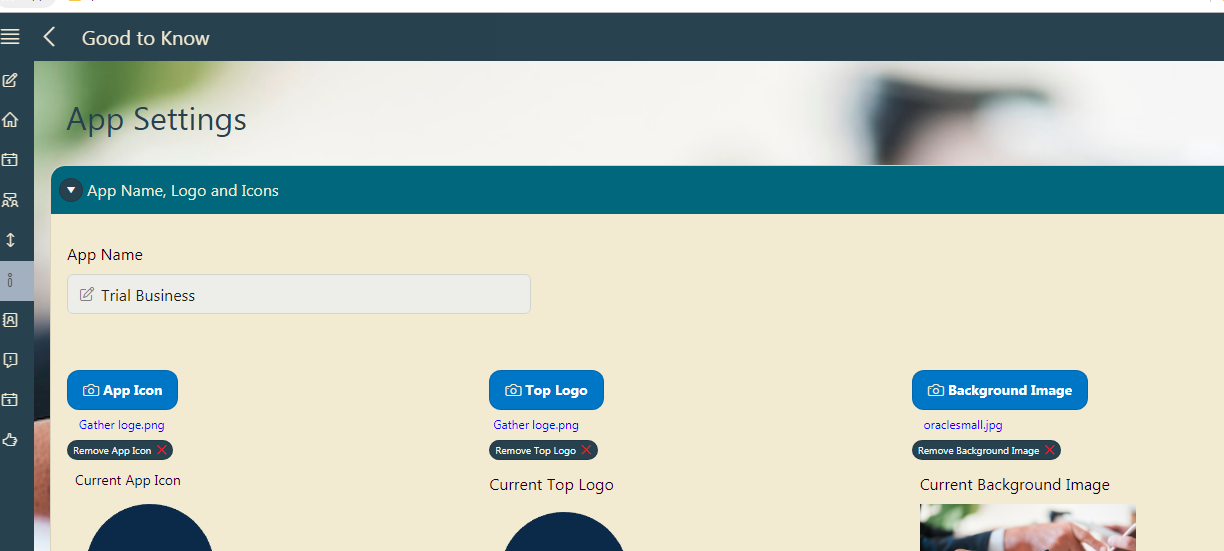 Good to Know
App Settings
App Name, Logo and Icons
App Name
Trial Business
App Icon
Top Logo
Background Image
Gather loge.png
Gather loge.png
oraclesmall.jpg
Remove App Icon
Remove Top Logo
Remove Background Image
Current App Icon
Current Top Logo
Current Background Image